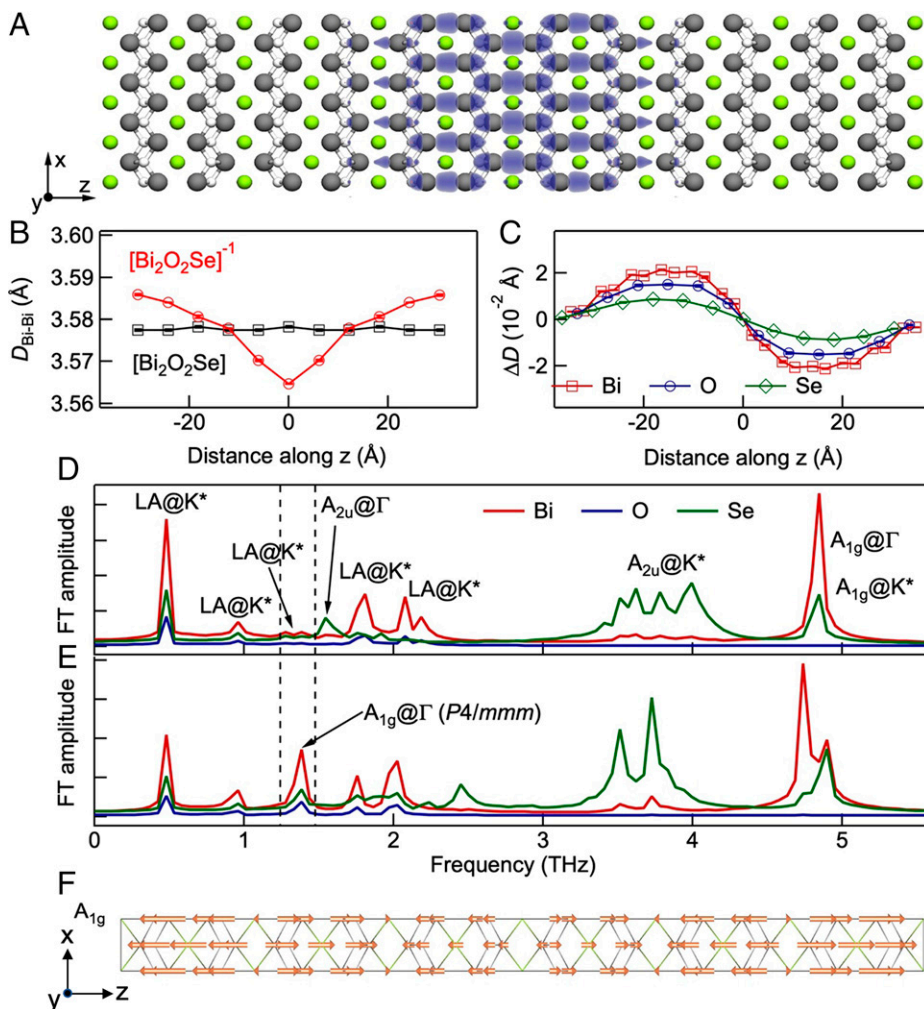 A
x
y z
B
3.60
3.59
3.58
3.57
3.56
D Bi-Bi (Å)
[Bi₂O₂Se]⁻¹
[Bi₂O₂Se]
-20 0 20
Distance along z (Å)
C
2
0
-2
ΔD (10⁻² Å)
Bi O Se
-20 0 20
Distance along z (Å)
D
FT amplitude
LA@K*
LA@K*
LA@K*
A₂ᵤ@Γ
LA@K*
LA@K*
Bi O Se
A₂ᵤ@K*
A₁g@Γ
A₁g@K*
E
FT amplitude
A₁g@Γ (P4/mmm)
0 1 2 3 4 5
Frequency (THz)
F
A₁g
x
y z